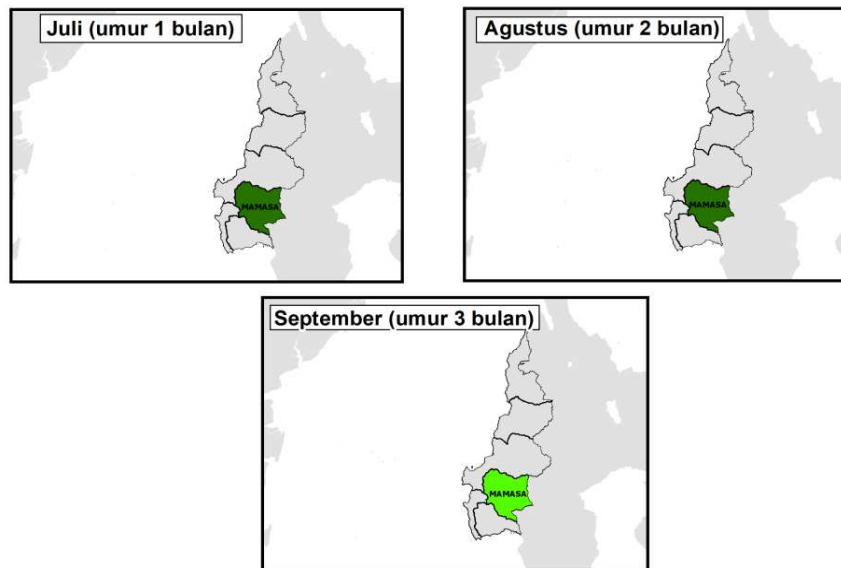 Juli (umur 1 bulan)
MAMASA
Agustus (umur 2 bulan)
MAMASA
September (umur 3 bulan)
MAMASA